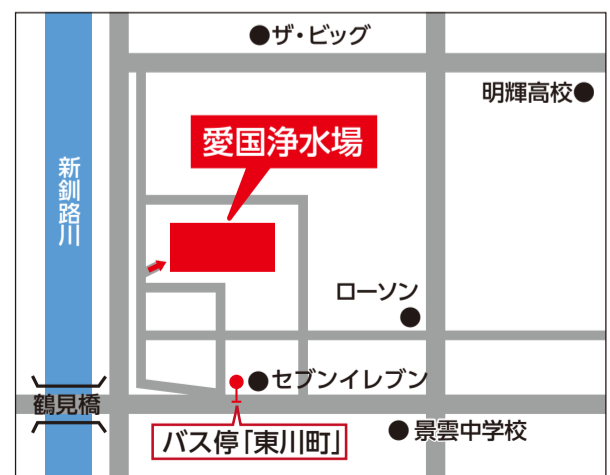 ●ザ・ビッグ
明輝高校●
愛国浄水場
新釧路川
ローソン
●セブンイレブン
鶴見橋
バス停「東川町」
●景雲中学校